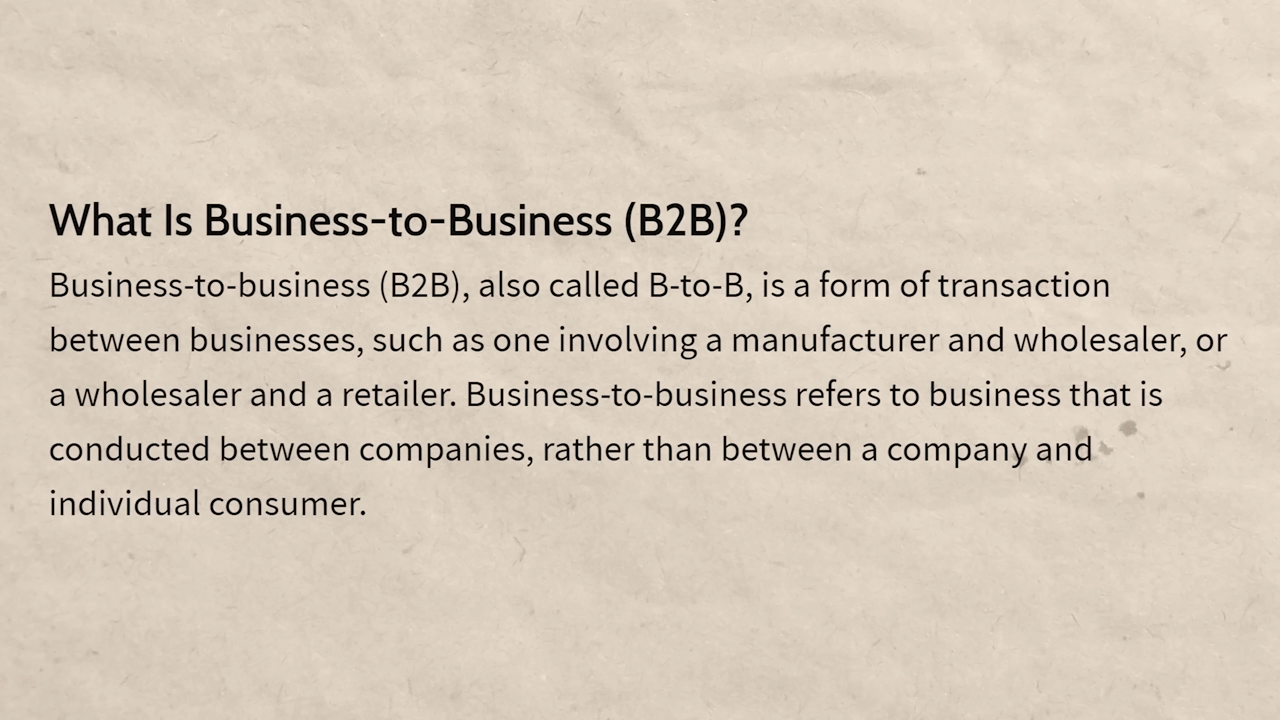 What Is Business-to-Business (B2B)?
Business-to-business (B2B), also called B-to-B, is a form of transaction
between businesses, such as one involving a manufacturer and wholesaler, or
a wholesaler and a retailer. Business-to-business refers to business that is
conducted between companies, rather than between a company and
individual consumer.